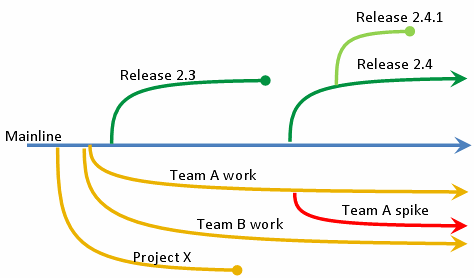 Release 2.4.1
Release 2.4
Release 2.3
Mainline
Team A work
Team A spike
Team B work
Project X